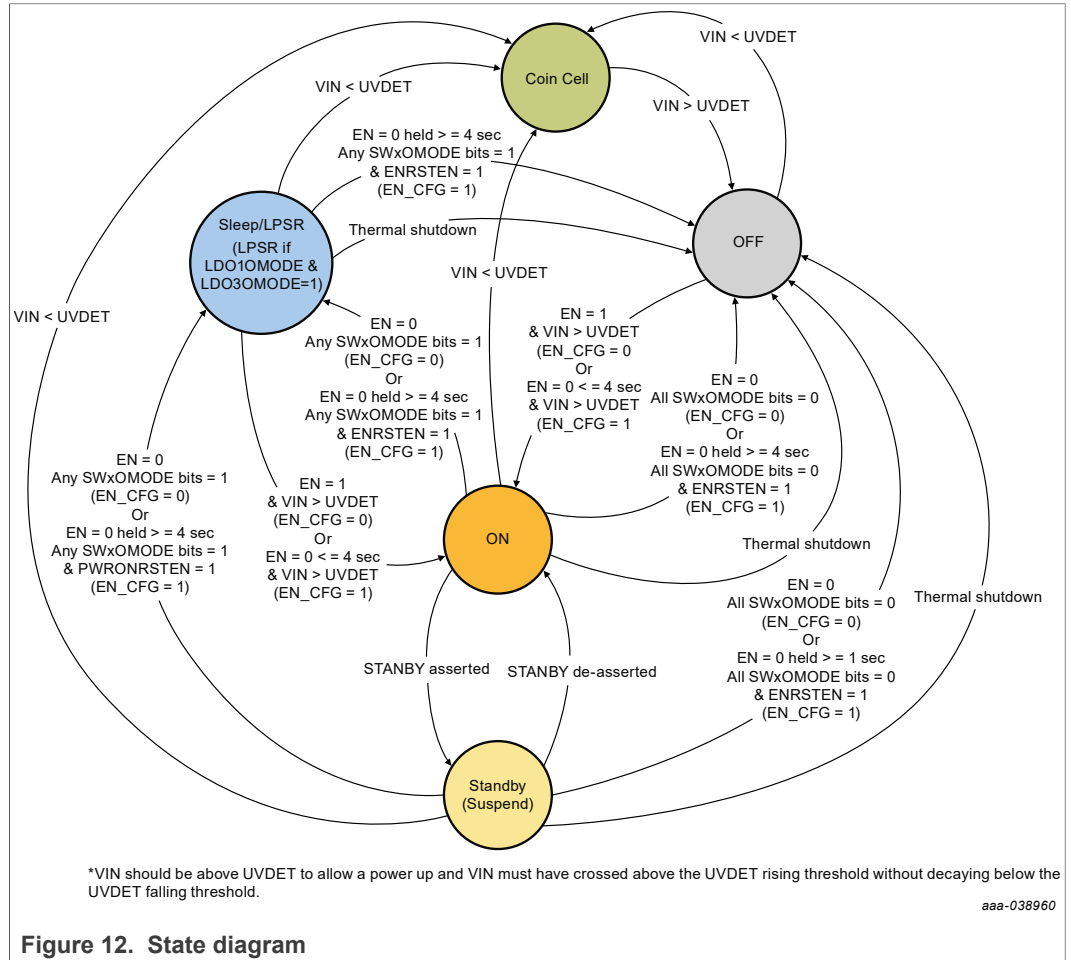 VIN < UVDET
Coin Cell
VIN < UVDET
VIN > UVDET
EN = 0 held > = 4 sec
Any SWxOMODE bits = 1
& ENRSTEN = 1
(EN_CFG = 1)
Sleep/LPSR
(LPSR if
LDO1OMODE &
LDO3OMODE=1)
Thermal shutdown
OFF
VIN < UVDET
VIN < UVDET
EN = 0
Any SWxOMODE bits = 1
(EN_CFG = 0)
Or
EN = 0 held > = 4 sec
Any SWxOMODE bits = 1
& ENRSTEN = 1
(EN_CFG = 1)
EN = 1
& VIN > UVDET
(EN_CFG = 0
Or
EN = 0 < = 4 sec
& VIN > UVDET
(EN_CFG = 1
EN = 0
All SWxOMODE bits = 0
(EN_CFG = 0)
Or
EN = 0 held > = 4 sec
All SWxOMODE bits = 0
& ENRSTEN = 1
(EN_CFG = 1)
EN = 0
Any SWxOMODE bits = 1
(EN_CFG = 0)
Or
EN = 0 held > = 4 sec
Any SWxOMODE bits = 1
& PWRONRSTEN = 1
(EN_CFG = 1)
EN = 1
& VIN > UVDET
(EN_CFG = 0)
Or
EN = 0 < = 4 sec
& VIN > UVDET
(EN_CFG = 1)
ON
Thermal shutdown
EN = 0
All SWxOMODE bits = 0
(EN_CFG = 0)
Or
EN = 0 held > = 1 sec
All SWxOMODE bits = 0
& ENRSTEN = 1
(EN_CFG = 1)
Thermal shutdown
STANBY asserted
STANBY de-asserted
Standby
(Suspend)
*VIN should be above UVDET to allow a power up and VIN must have crossed above the UVDET rising threshold without decaying below the
UVDET falling threshold.
aaa-038960
Figure 12. State diagram